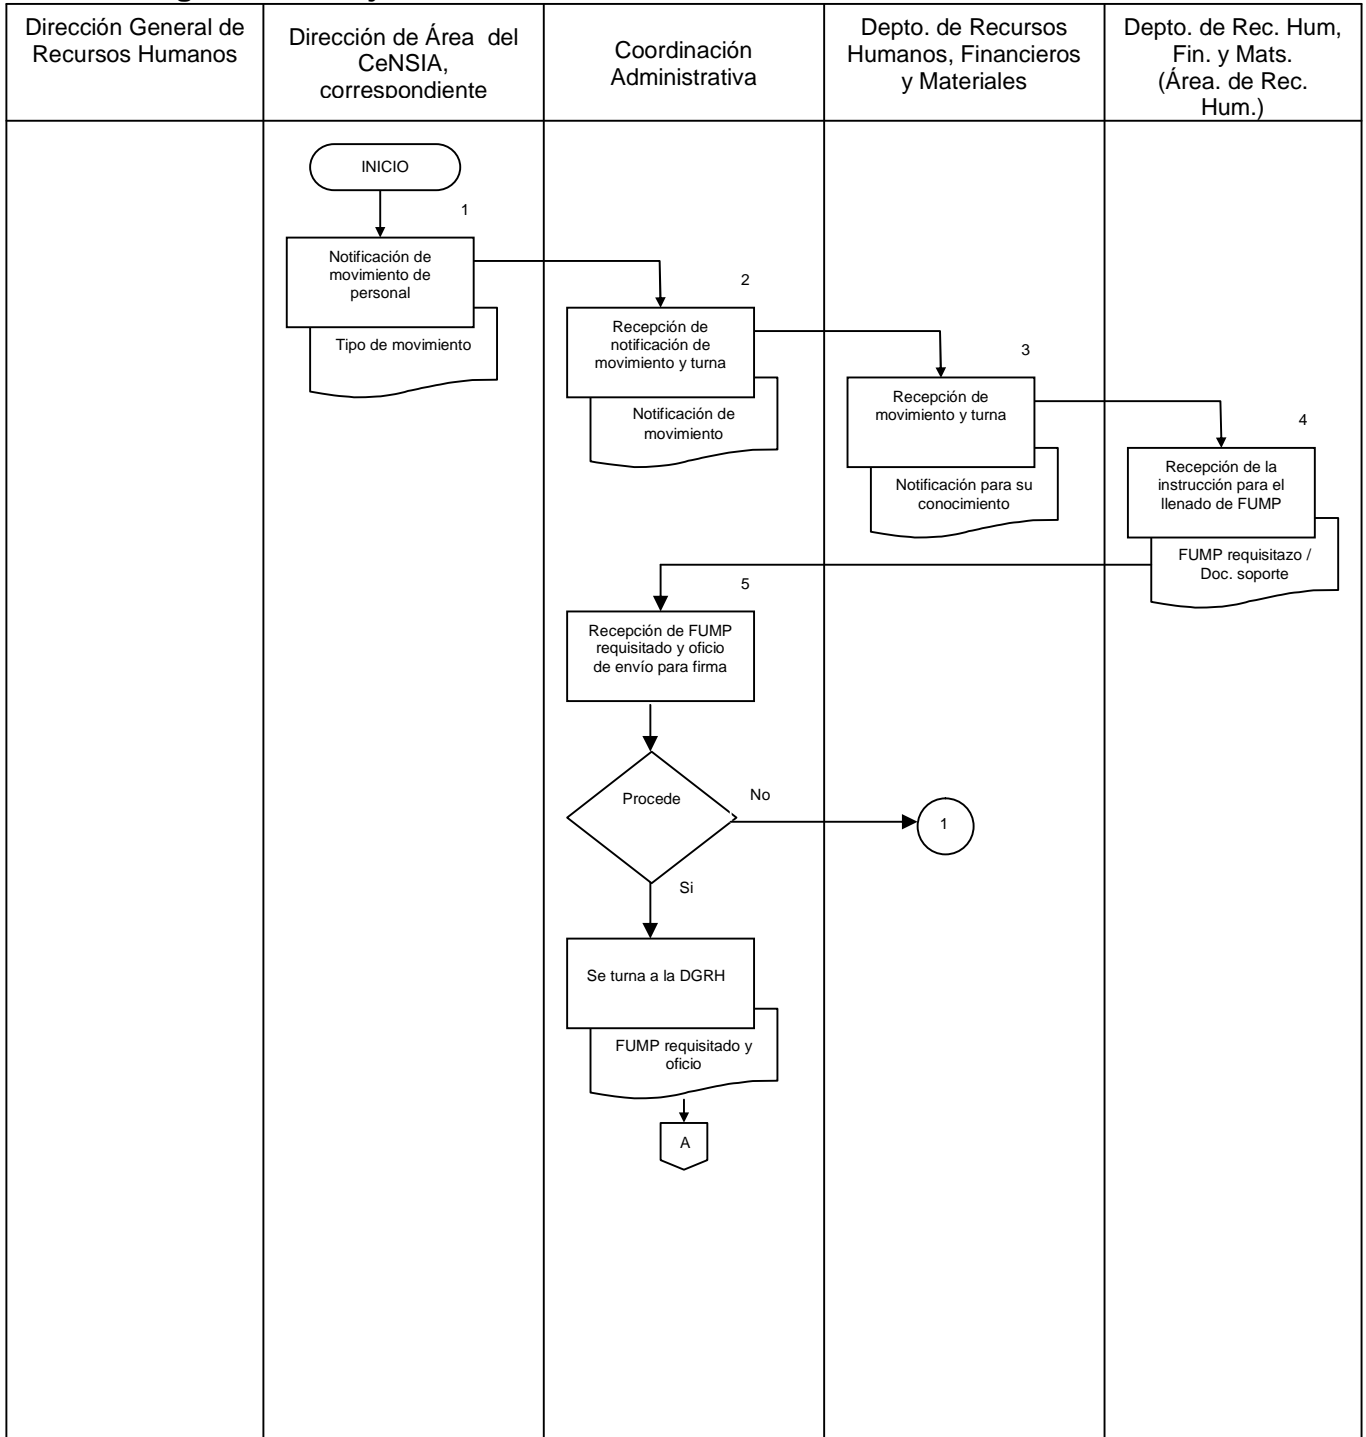 Dirección General de
Recursos Humanos
Dirección de Área del
CeNSIA,
correspondiente
Coordinación
Administrativa
Depto. de Recursos
Humanos, Financieros
y Materiales
Depto. de Rec. Hum,
Fin. y Mats.
(Área. de Rec.
Hum.)
INICIO
1
Notificación de
movimiento de
personal
Tipo de movimiento
2
Recepción de
notificación de
movimiento y turna
Notificación de
movimiento
3
Recepción de
movimiento y turna
Notificación para su
conocimiento
4
Recepción de la
instrucción para el
llenado de FUMP
FUMP requisitazo /
Doc. soporte
5
Recepción de FUMP
requisitado y oficio
de envío para firma
Procede
No
1
Si
Se turna a la DGRH
FUMP requisitado y
oficio
A